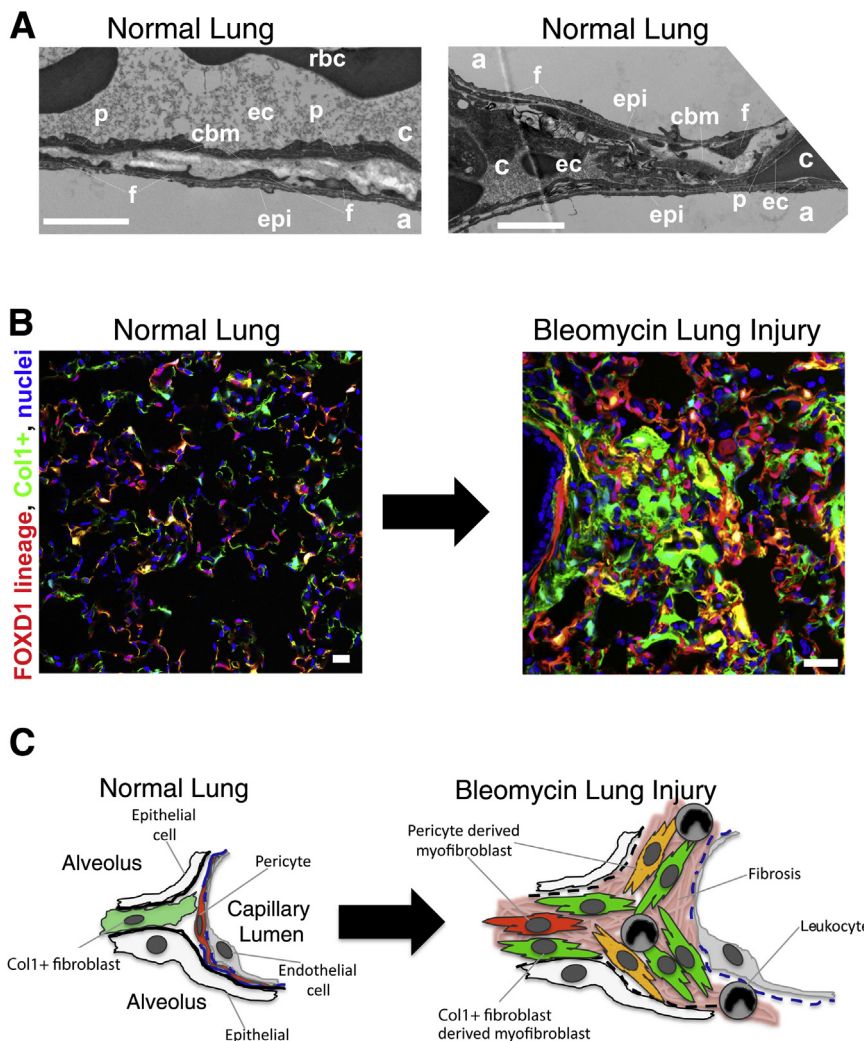 A
Normal Lung
Normal Lung
rbc
p
ec
p
cbm
c
f
epi
f
a
a
f
epi
cbm
f
c
ec
c
p
ec
epi
a
B
Normal Lung
Bleomycin Lung Injury
FOXD1 lineage, Col1+, nuclei
C
Normal Lung
Bleomycin Lung Injury
Epithelial
cell
Alveolus
Pericyte
Capillary
Lumen
Col1+ fibroblast
Endothelial
cell
Alveolus
Epithelial
Pericyte derived
myofibroblast
Fibrosis
Leukocyte
Col1+ fibroblast
derived myofibroblast